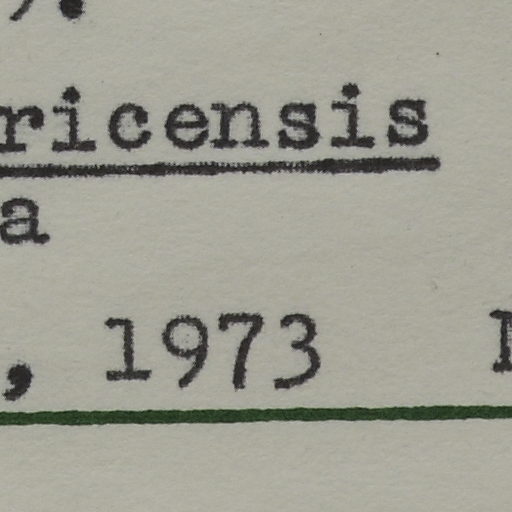 ricensis
a
, 1973